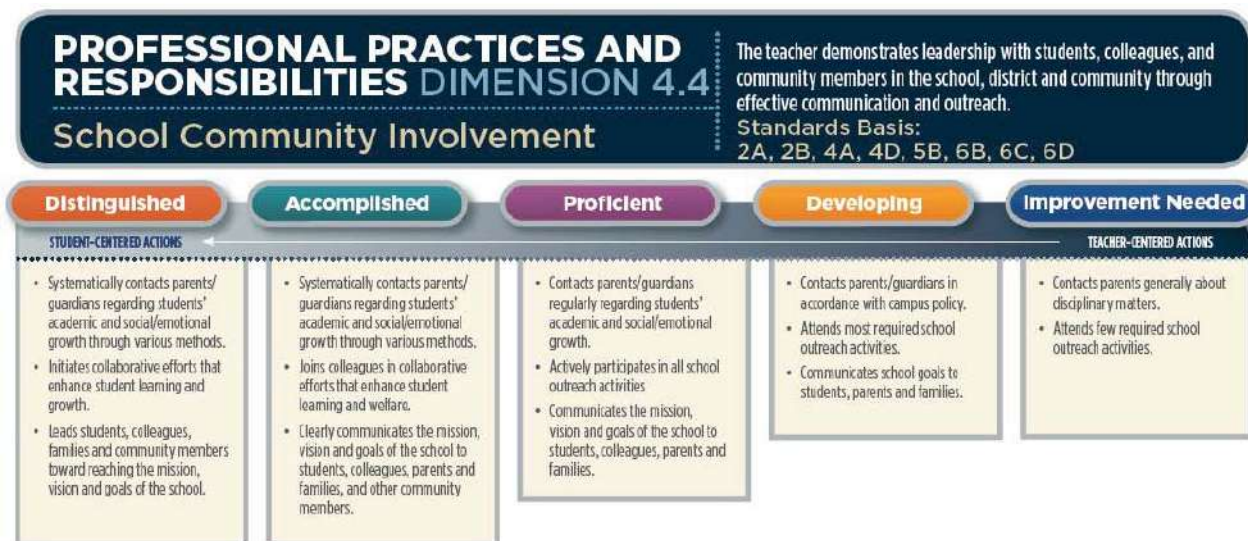 PROFESSIONAL PRACTICES AND
RESPONSIBILITIES DIMENSION 4.4
School Community Involvement
The teacher demonstrates leadership with students, colleagues, and
community members in the school, district and community through
effective communication and outreach.
Standards Basis:
2A, 2B, 4A, 4D, 5B, 6B, 6C, 6D
Distinguished
Accomplished
Proficient
Developing
Improvement Needed
STUDENT-CENTERED ACTIONS
TEACHER-CENTERED ACTIONS
• Systematically contacts parents/
guardians regarding students'
academic and social/emotional
growth through various methods.
• Initiates collaborative efforts that
enhance student learning and
growth.
• Leads students, colleagues,
families and community members
toward reaching the mission,
vision and goals of the school.
• Systematically contacts parents/
guardians regarding students'
academic and social/emotional
growth through various methods.
• Joins colleagues in collaborative
efforts that enhance student
learning and welfare.
• Clearly communicates the mission,
vision and goals of the school to
students, colleagues, parents and
families, and other community
members.
• Contacts parents/guardians
regularly regarding students'
academic and social/emotional
growth.
• Actively participates in all school
outreach activities
• Communicates the mission,
vision and goals of the school to
students, colleagues, parents and
families.
• Contacts parents/guardians in
accordance with campus policy.
• Attends most required school
outreach activities.
• Communicates school goals to
students, parents and families.
• Contacts parents generally about
disciplinary matters.
• Attends few required school
outreach activities.